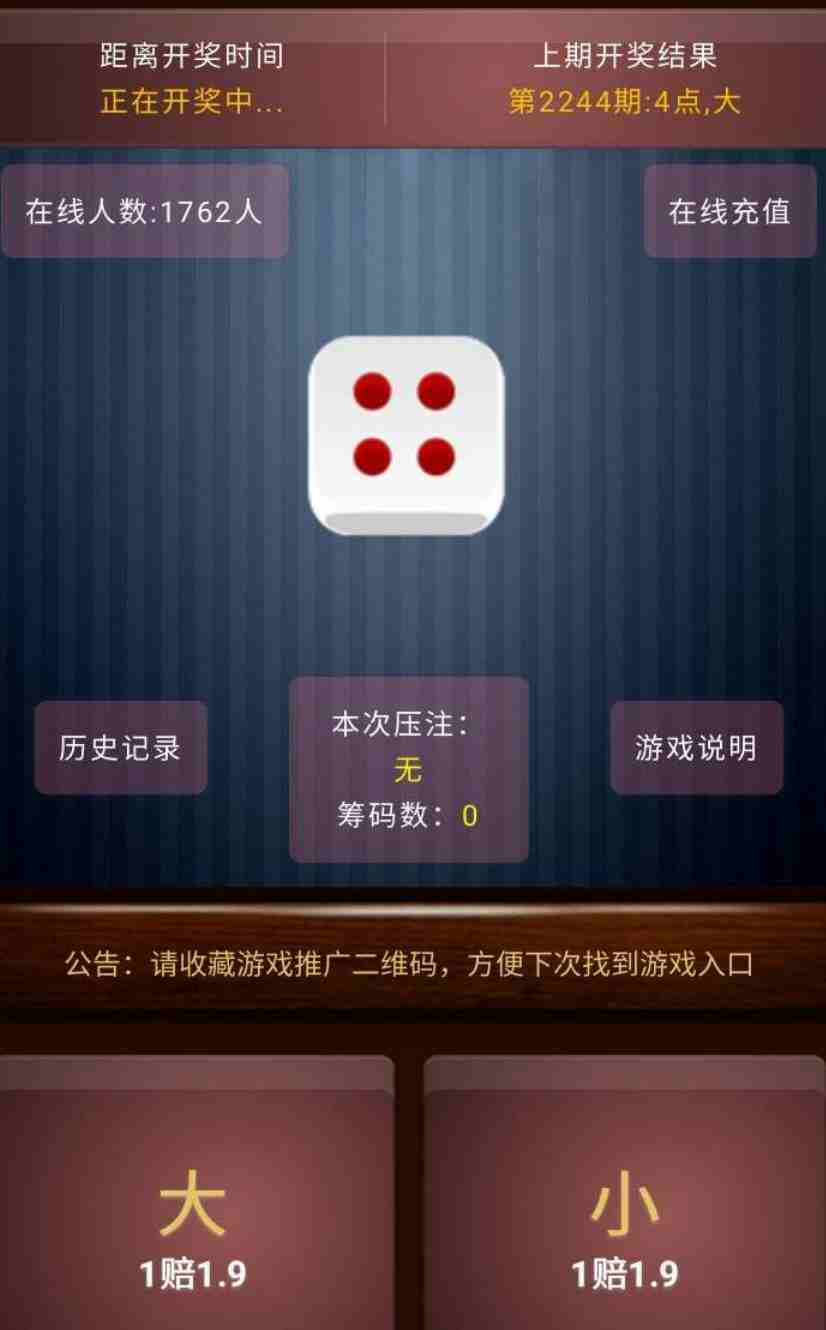 距离开奖时间
上期开奖结果
正在开奖中...
第2244期:4点,大
在线人数:1762人
在线充值
本次压注：
无
筹码数：0
历史记录
游戏说明
公告：请收藏游戏推广二维码，方便下次找到游戏入口
大
小
1赔1.9
1赔1.9